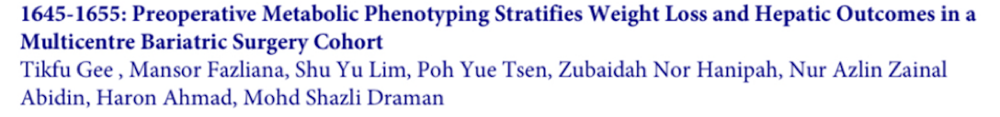 1645-1655: Preoperative Metabolic Phenotyping Stratifies Weight Loss and Hepatic Outcomes in a
Multicentre Bariatric Surgery Cohort
Tikfu Gee , Mansor Fazliana, Shu Yu Lim, Poh Yue Tsen, Zubaidah Nor Hanipah, Nur Azlin Zainal
Abidin, Haron Ahmad, Mohd Shazli Draman